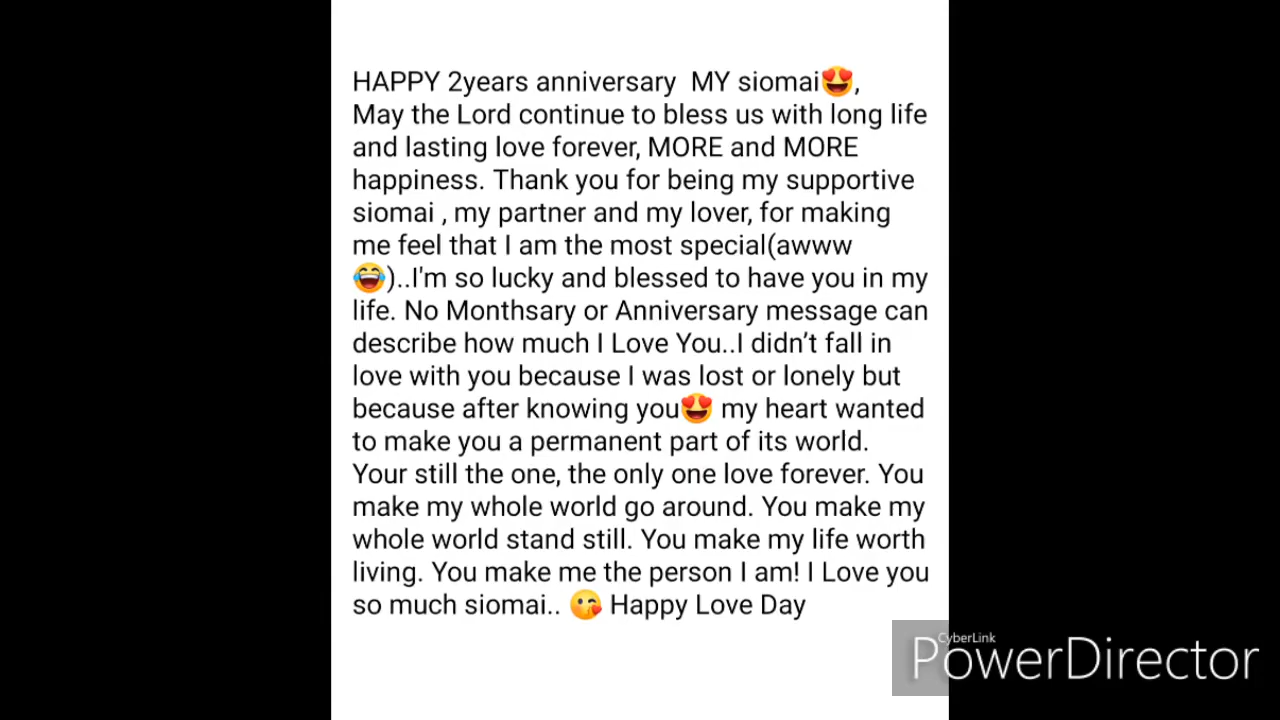 HAPPY 2years anniversary  MY siomai😍,
May the Lord continue to bless us with long life
and lasting love forever, MORE and MORE
happiness. Thank you for being my supportive
siomai , my partner and my lover, for making
me feel that I am the most special(awww
😂)..I'm so lucky and blessed to have you in my
life. No Monthsary or Anniversary message can
describe how much I Love You..I didn’t fall in
love with you because I was lost or lonely but
because after knowing you😍 my heart wanted
to make you a permanent part of its world.
Your still the one, the only one love forever. You
make my whole world go around. You make my
whole world stand still. You make my life worth
living. You make me the person I am! I Love you
so much siomai.. 😘 Happy Love Day
CyberLink
PowerDirector